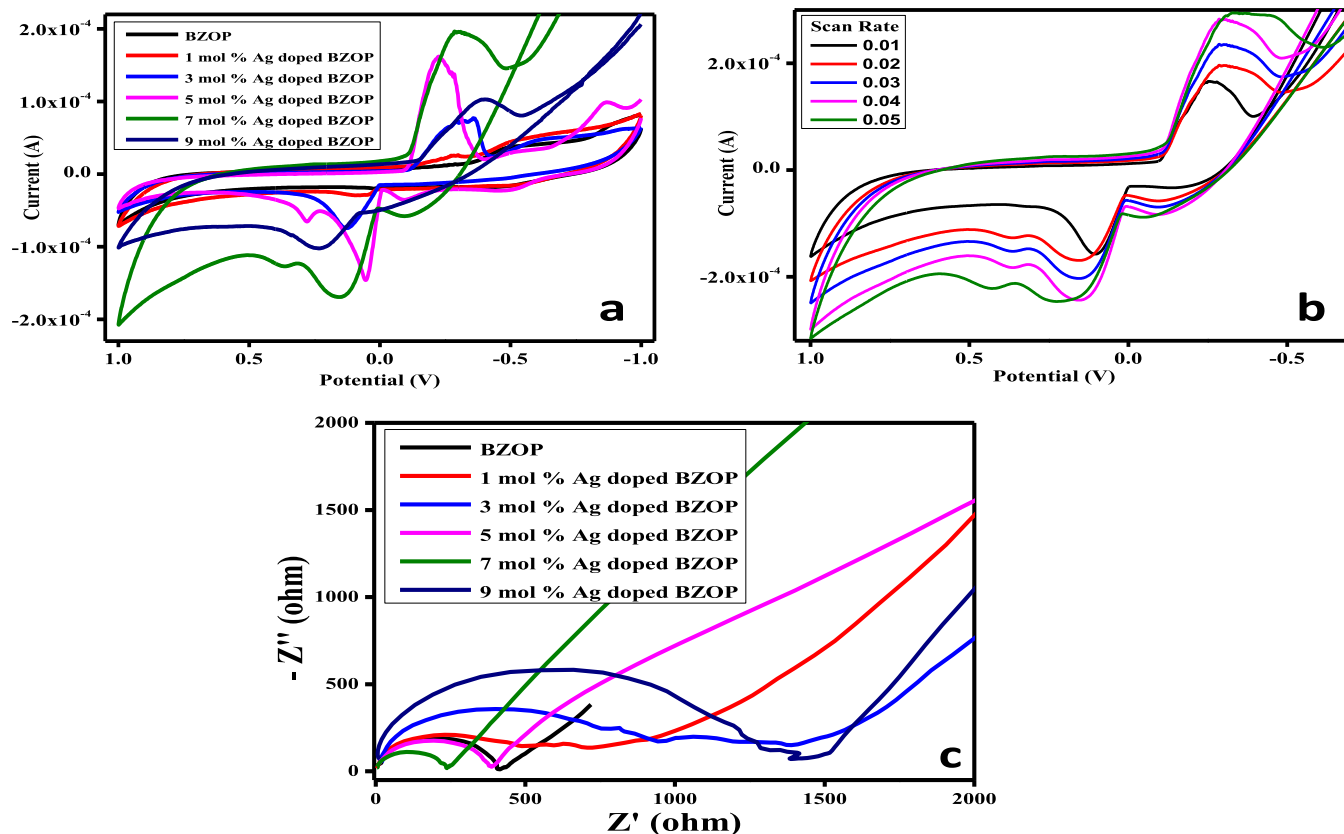 2.0x10⁻⁴
1.0x10⁻⁴
0.0
-1.0x10⁻⁴
-2.0x10⁻⁴
Current (A)
BZOP
1 mol % Ag doped BZOP
3 mol % Ag doped BZOP
5 mol % Ag doped BZOP
7 mol % Ag doped BZOP
9 mol % Ag doped BZOP
a
1.0 0.5 0.0 -0.5 -1.0
Potential (V)
2.0x10⁻⁴
0.0
-2.0x10⁻⁴
Current (A)
Scan Rate
0.01
0.02
0.03
0.04
0.05
b
1.0 0.5 0.0 -0.5
Potential (V)
2000
1500
1000
500
0
- Z'' (ohm)
BZOP
1 mol % Ag doped BZOP
3 mol % Ag doped BZOP
5 mol % Ag doped BZOP
7 mol % Ag doped BZOP
9 mol % Ag doped BZOP
c
0 500 1000 1500 2000
Z' (ohm)